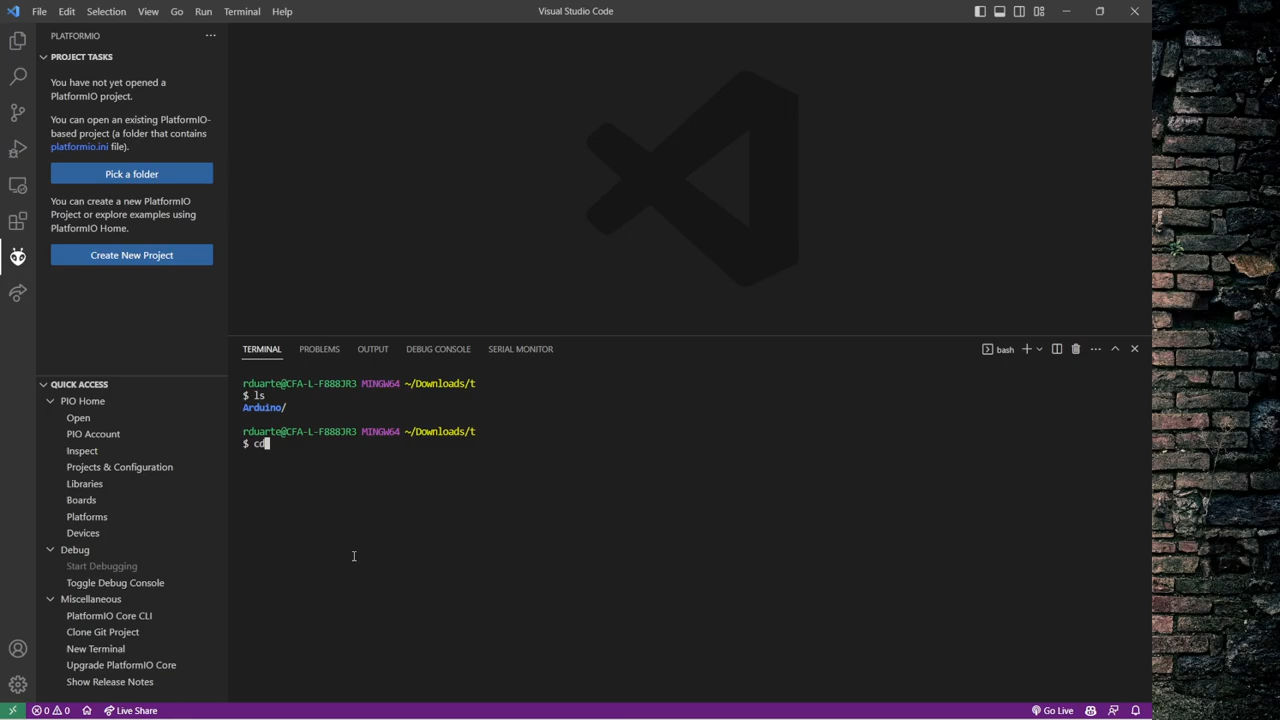 File Edit Selection View Go Run Terminal Help
Visual Studio Code
PLATFORMIO
PROJECT TASKS
You have not yet opened a
PlatformIO project.
You can open an existing PlatformIO-
based project (a folder that contains
platformio.ini file).
Pick a folder
You can create a new PlatformIO
Project or explore examples using
PlatformIO Home.
Create New Project
QUICK ACCESS
PIO Home
Open
PIO Account
Inspect
Projects & Configuration
Libraries
Boards
Platforms
Devices
Debug
Start Debugging
Toggle Debug Console
Miscellaneous
PlatformIO Core CLI
Clone Git Project
New Terminal
Upgrade PlatformIO Core
Show Release Notes
TERMINAL PROBLEMS OUTPUT DEBUG CONSOLE SERIAL MONITOR
bash
rduarte@CFA-L-F888JR3 MINGW64 ~/Downloads/t
$ ls
Arduino/
rduarte@CFA-L-F888JR3 MINGW64 ~/Downloads/t
$ cd
0 0 Live Share
Go Live